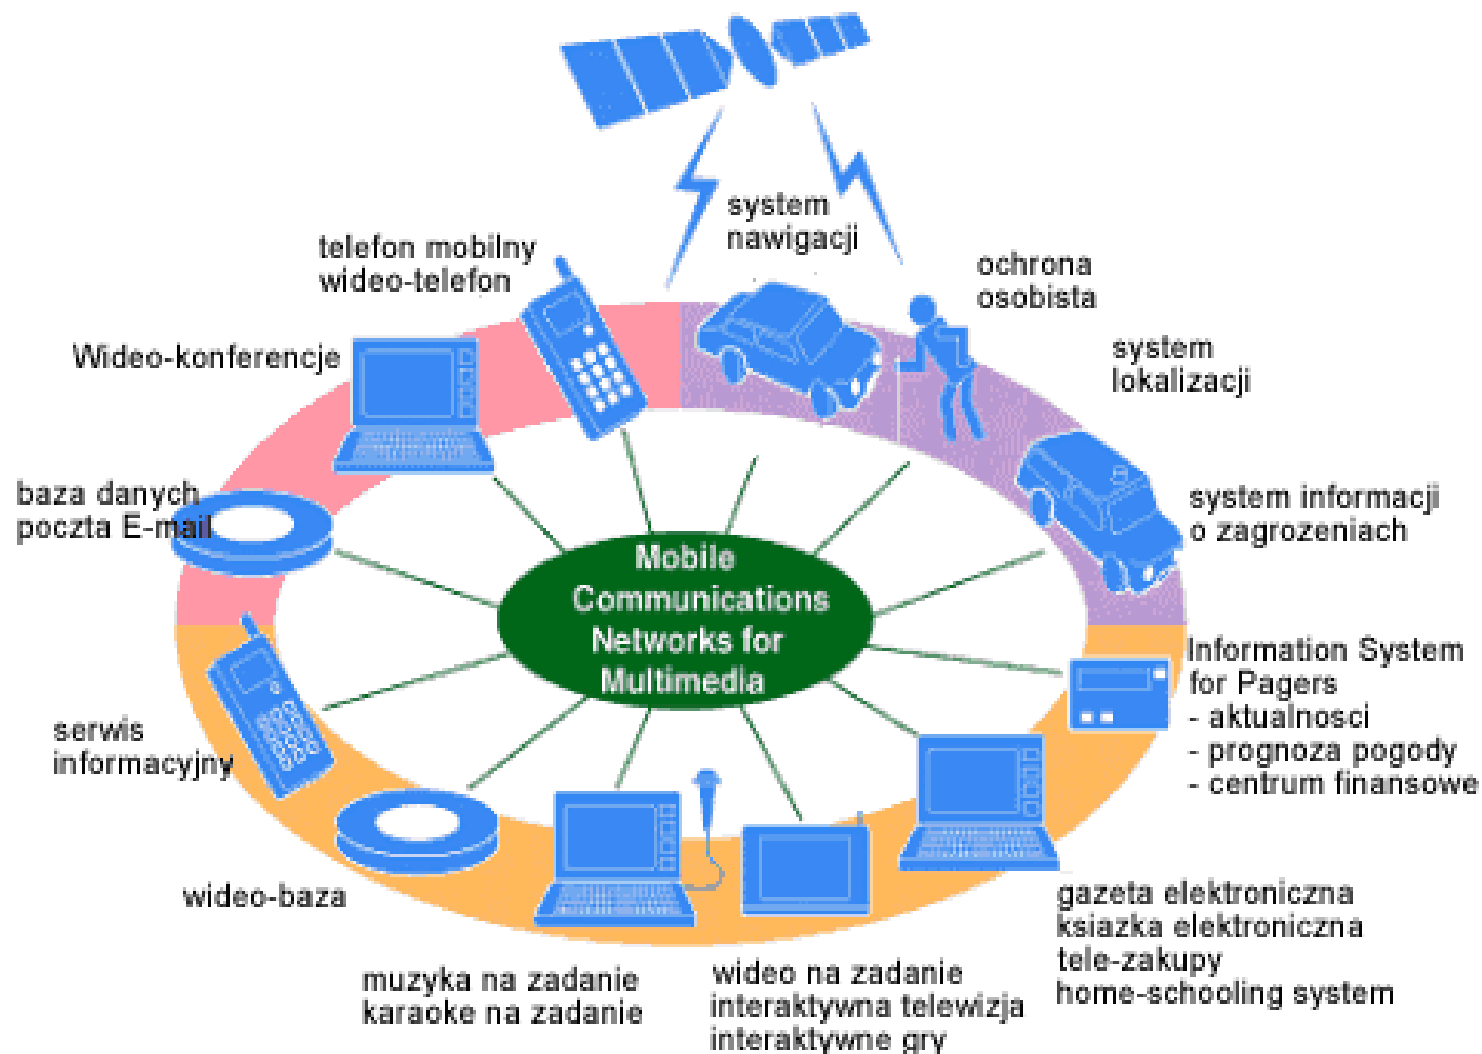 system
nawigacji
telefon mobilny
wideo-telefon
ochrona
osobista
system
lokalizacji
Wideo-konferencje
baza danych
poczta E-mail
system informacji
o zagrozeniach
Mobile
Communications
Networks for
Multimedia
Information System
for Pagers
- aktualnosci
- prognoza pogody
- centrum finansowe
serwis
informacyjny
wideo-baza
gazeta elektroniczna
ksiazka elektroniczna
tele-zakupy
home-schooling system
muzyka na zadanie
karaoke na zadanie
wideo na zadanie
interaktywna telewizja
interaktywne gry